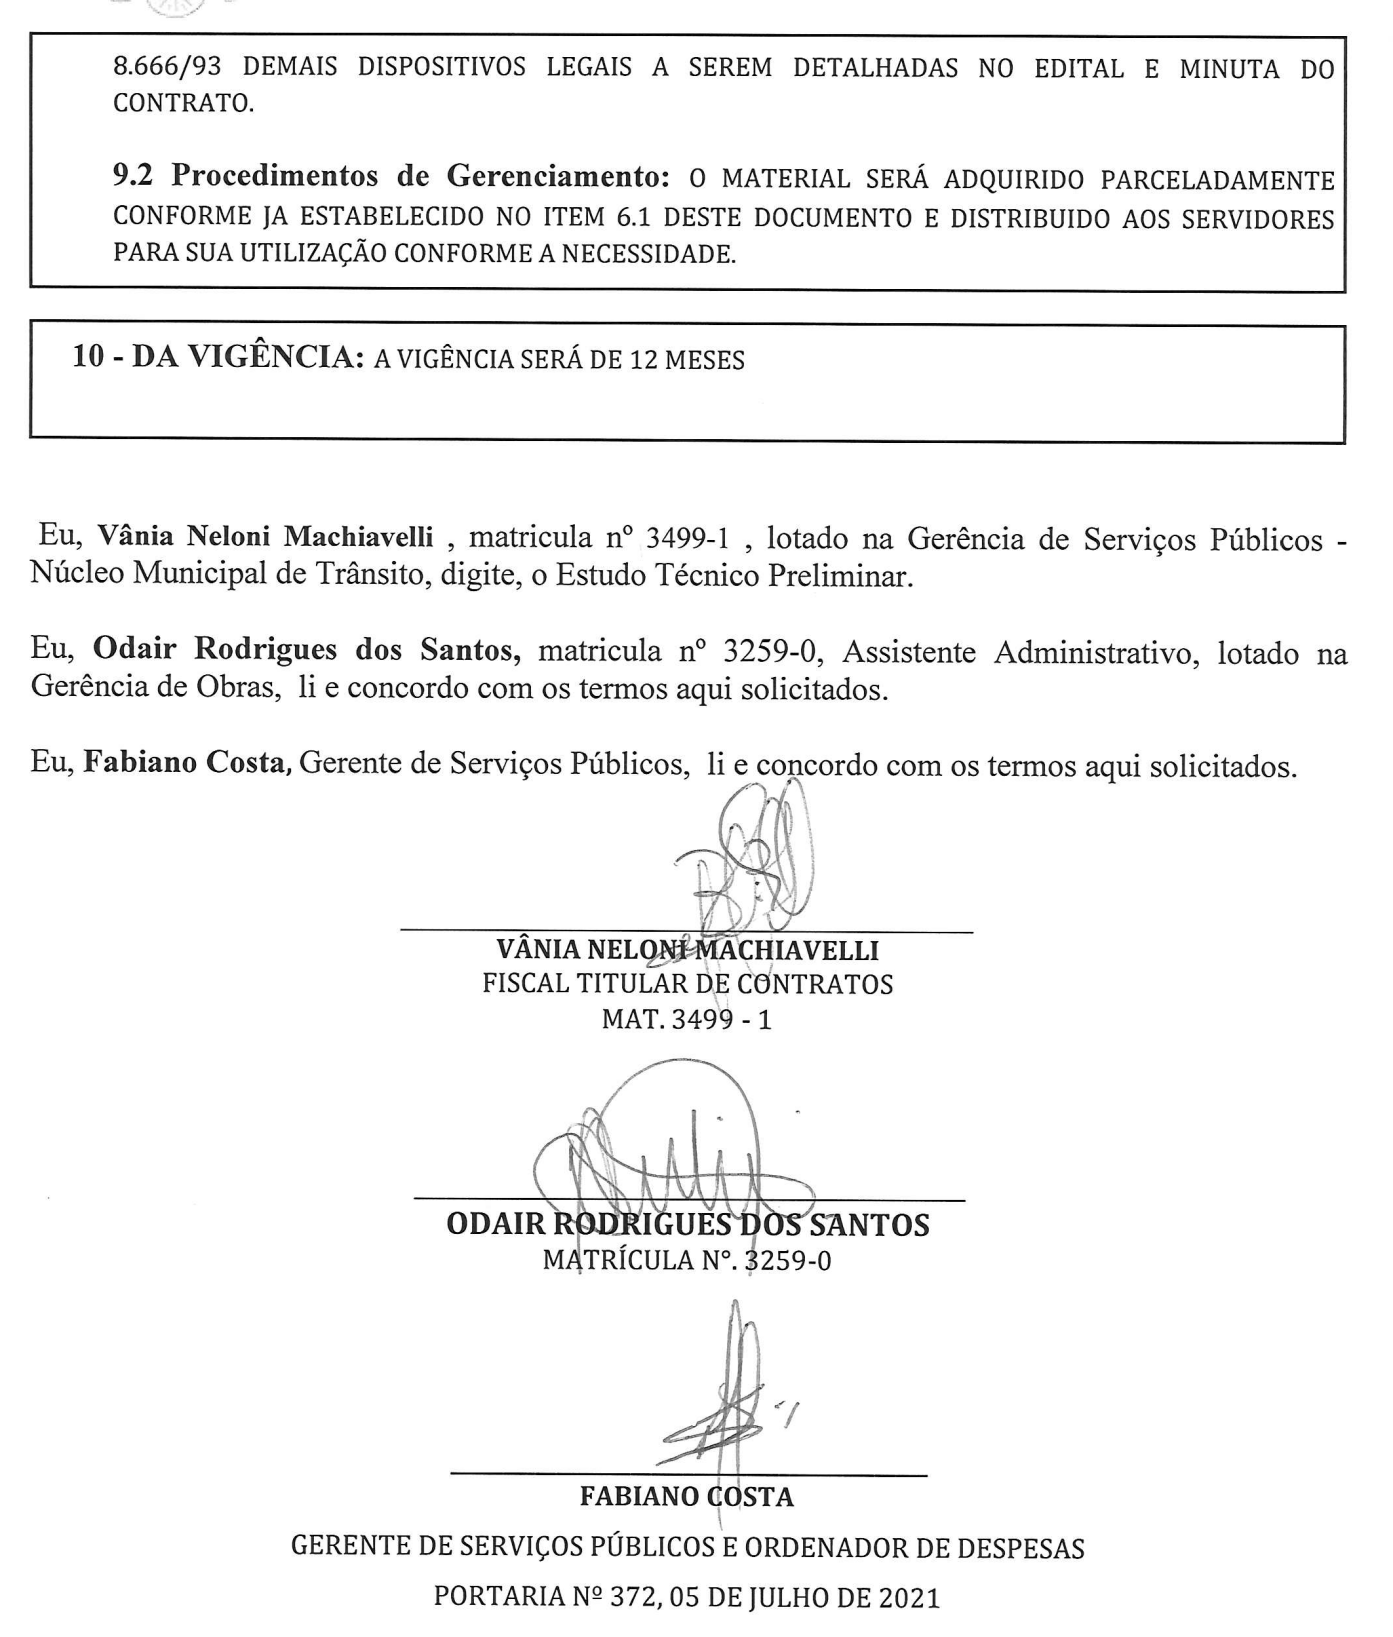 8.666/93 DEMAIS DISPOSITIVOS LEGAIS A SEREM DETALHADAS NO EDITAL E MINUTA DO
CONTRATO.
9.2 Procedimentos de Gerenciamento: O MATERIAL SERÁ ADQUIRIDO PARCELADAMENTE
CONFORME JA ESTABELECIDO NO ITEM 6.1 DESTE DOCUMENTO E DISTRIBUIDO AOS SERVIDORES
PARA SUA UTILIZAÇÃO CONFORME A NECESSIDADE.
10 - DA VIGÊNCIA: A VIGÊNCIA SERÁ DE 12 MESES
Eu, Vânia Neloni Machiavelli , matricula nº 3499-1 , lotado na Gerência de Serviços Públicos -
Núcleo Municipal de Trânsito, digite, o Estudo Técnico Preliminar.
Eu, Odair Rodrigues dos Santos, matricula nº 3259-0, Assistente Administrativo, lotado na
Gerência de Obras, li e concordo com os termos aqui solicitados.
Eu, Fabiano Costa, Gerente de Serviços Públicos, li e concordo com os termos aqui solicitados.
VÂNIA NELONI MACHIAVELLI
FISCAL TITULAR DE CONTRATOS
MAT. 3499 - 1
ODAIR RODRIGUES DOS SANTOS
MATRÍCULA N°. 3259-0
FABIANO COSTA
GERENTE DE SERVIÇOS PÚBLICOS E ORDENADOR DE DESPESAS
PORTARIA Nº 372, 05 DE JULHO DE 2021